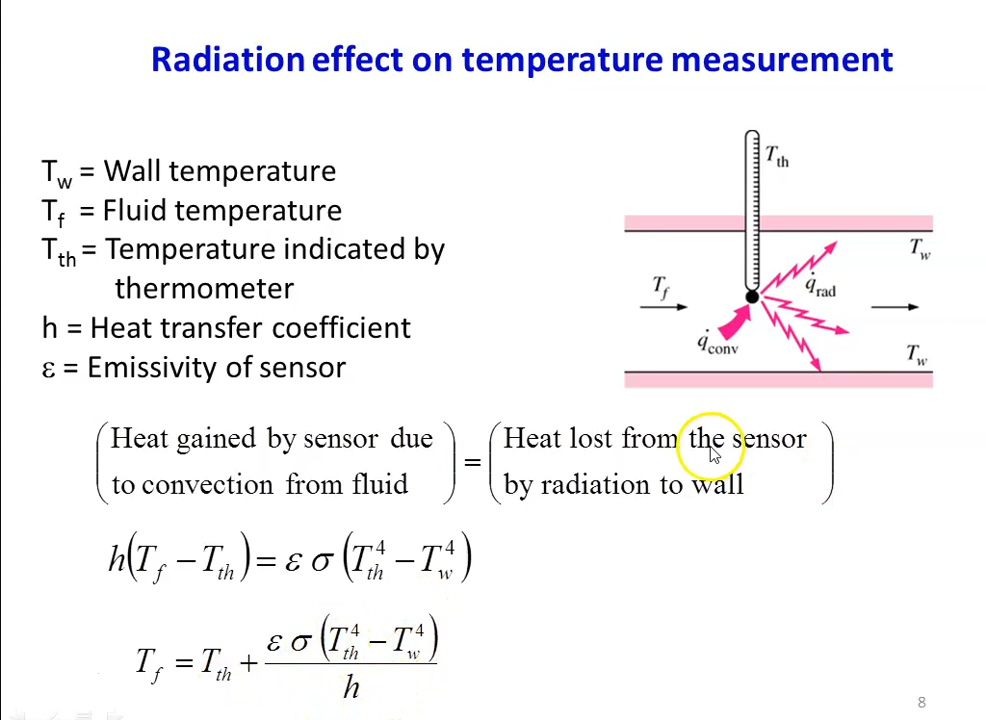 Radiation effect on temperature measurement
T_w = Wall temperature
T_f = Fluid temperature
T_th = Temperature indicated by
thermometer
h = Heat transfer coefficient
ε = Emissivity of sensor
T_th
T_w
T_f
q̇_rad
q̇_conv
T_w
(Heat gained by sensor due
to convection from fluid) = (Heat lost from the sensor
by radiation to wall)
h(T_f − T_th) = ε σ (T_th^4 − T_w^4)
T_f = T_th + ε σ (T_th^4 − T_w^4) / h
8